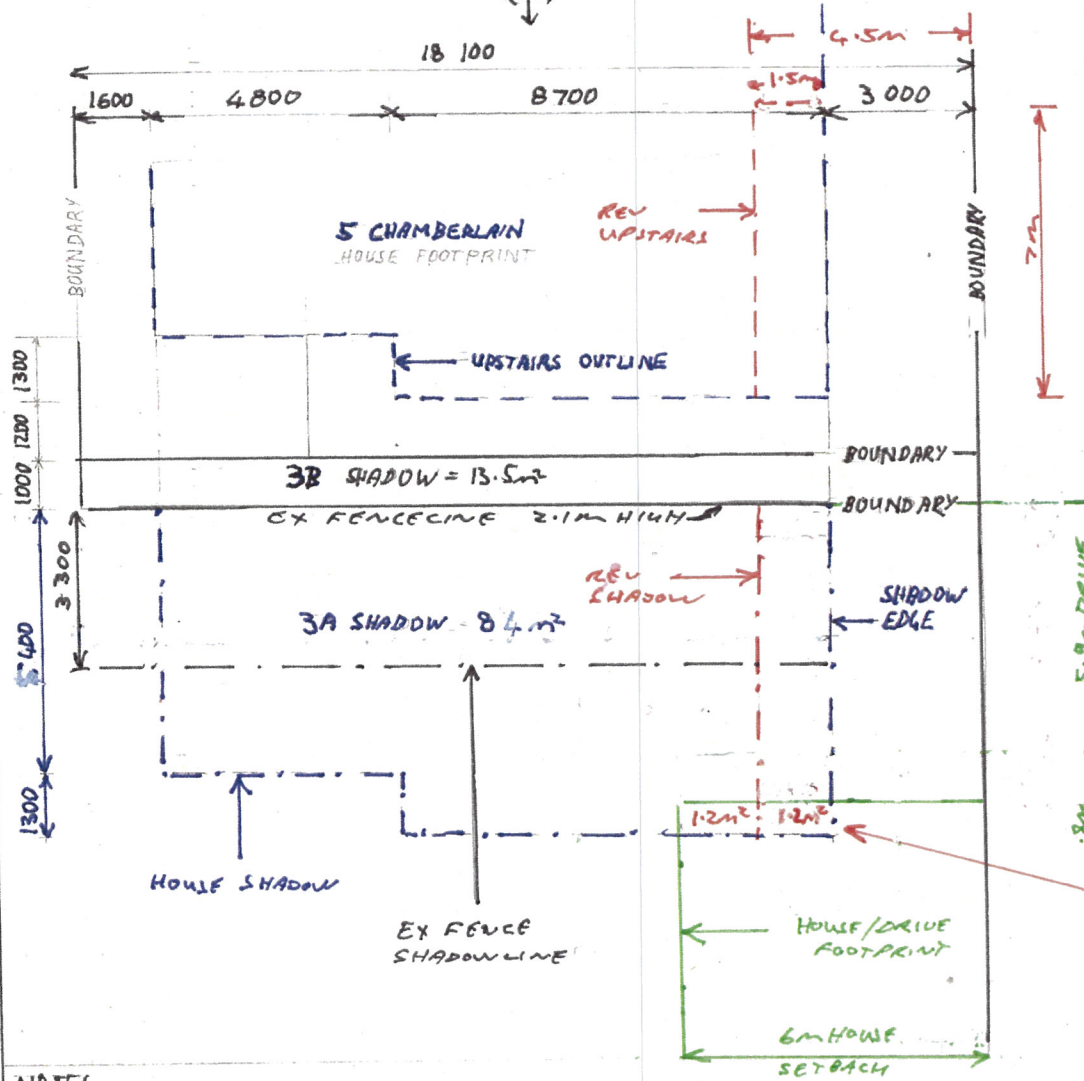 4.5m
18 100
1.5m
1600
4800
8700
3 000
BOUNDARY
5 CHAMBERLAIN
HOUSE FOOTPRINT
REV
UPSTAIRS
BOUNDARY
7m
UPSTAIRS OUTLINE
1300
1200
1000
BOUNDARY
3B SHADOW = 13.5m²
BOUNDARY
EX FENCELINE 2.1m HIGH
3 300
5400
1300
REV
SHADOW
SHADOW
EDGE
3A SHADOW 84m²
DRIVE
1.2m²
1.2m²
HOUSE SHADOW
EX FENCE
SHADOWLINE
HOUSE/DRIVE
FOOTPRINT
6m HOUSE
SETBACK